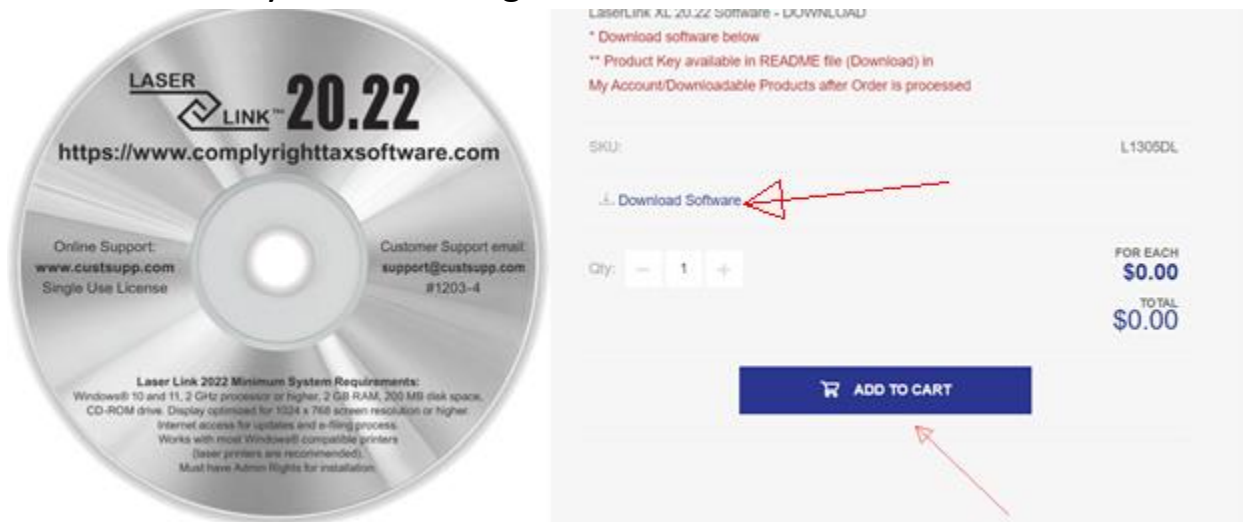 LASER
LINK™ 20.22
https://www.complyrighttaxsoftware.com
Online Support:
www.custsupp.com
Single Use License
Customer Support email:
support@custsupp.com
#1203-4
Laser Link 2022 Minimum System Requirements:
Windows® 10 and 11, 2 GHz processor or higher, 2 GB RAM, 200 MB disk space,
CD-ROM drive. Display optimized for 1024 x 768 screen resolution or higher.
Internet access for updates and e-filing process.
Works with most Windows® compatible printers
(laser printers are recommended).
Must have Admin Rights for installation.
LaserLink XL 20.22 Software - DOWNLOAD
* Download software below
** Product Key available in README file (Download) in
My Account/Downloadable Products after Order is processed
SKU:
L1305DL
Download Software
Qty: − 1 +
FOR EACH
$0.00
TOTAL
$0.00
ADD TO CART